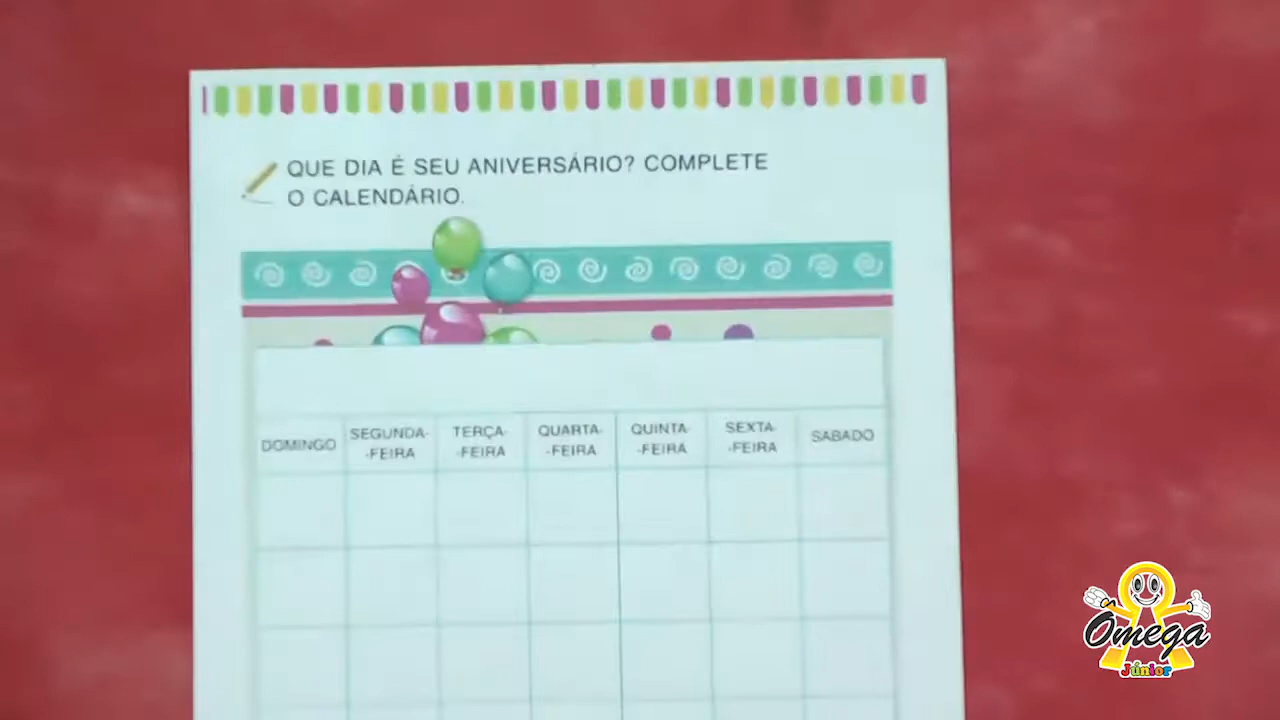 QUE DIA É SEU ANIVERSÁRIO? COMPLETE
O CALENDÁRIO.
DOMINGO
SEGUNDA-
-FEIRA
TERÇA-
-FEIRA
QUARTA-
-FEIRA
QUINTA-
-FEIRA
SEXTA-
-FEIRA
SABADO
Omega
Júnior